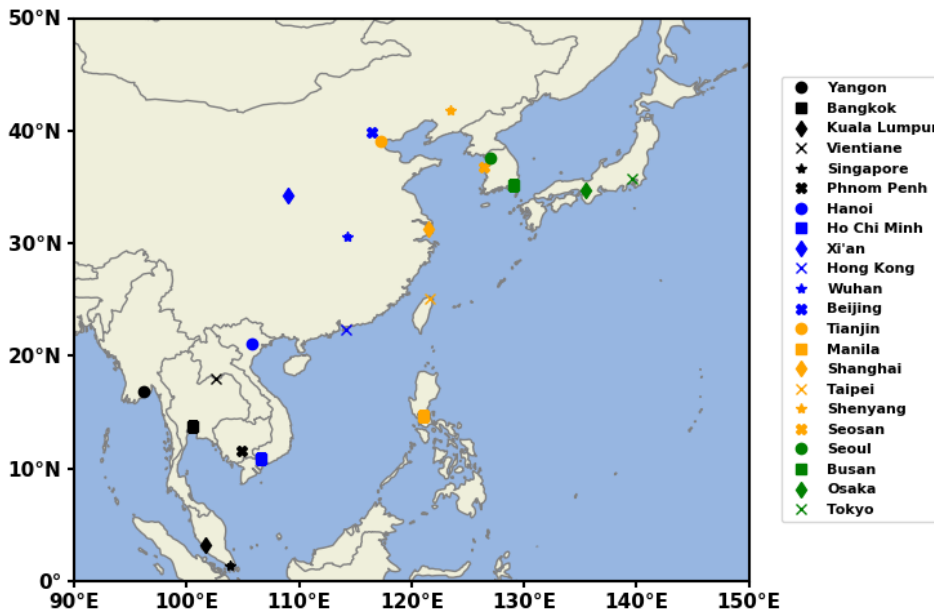 50°N
40°N
30°N
20°N
10°N
0°
90°E 100°E 110°E 120°E 130°E 140°E 150°E
Yangon
Bangkok
Kuala Lumpur
Vientiane
Singapore
Phnom Penh
Hanoi
Ho Chi Minh
Xi'an
Hong Kong
Wuhan
Beijing
Tianjin
Manila
Shanghai
Taipei
Shenyang
Seosan
Seoul
Busan
Osaka
Tokyo